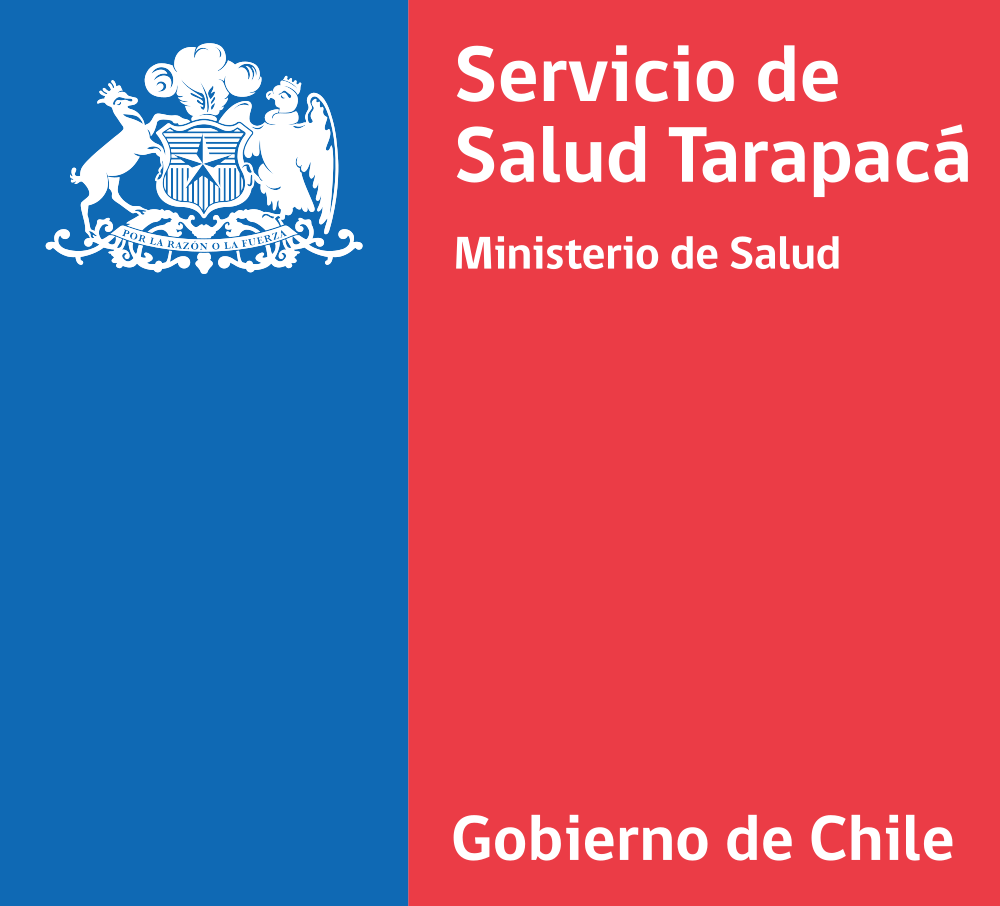 POR LA RAZÓN O LA FUERZA
Servicio de
Salud Tarapacá
Ministerio de Salud
Gobierno de Chile